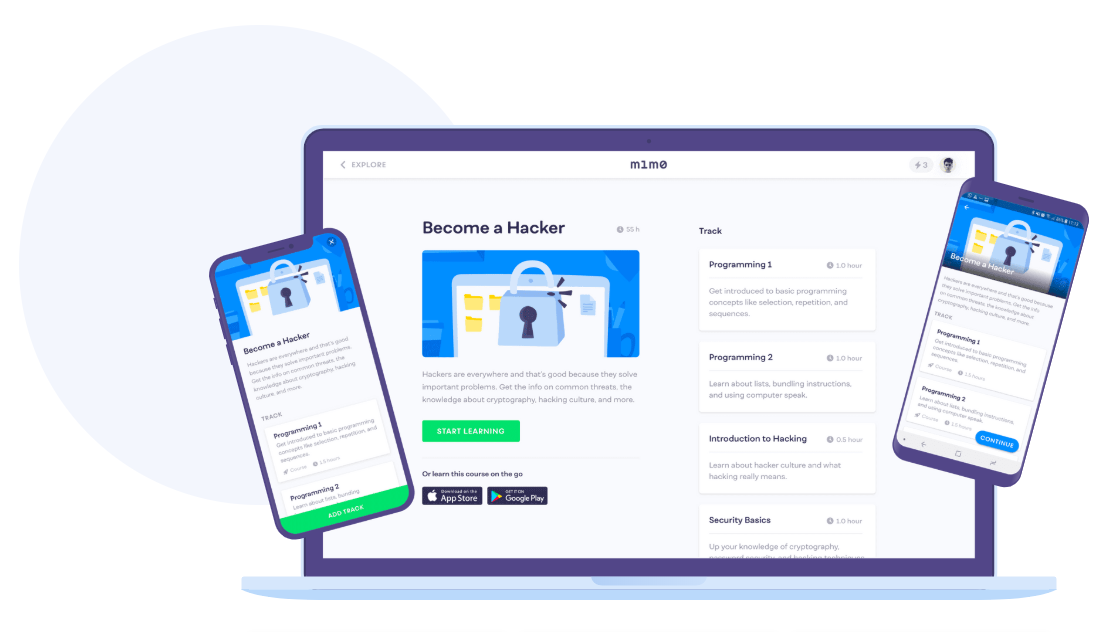 EXPLORE
m1m0
3
Become a Hacker
55 h
Hackers are everywhere and that's good because they solve
important problems. Get the info on common threats, the
knowledge about cryptography, hacking culture, and more.
START LEARNING
Or learn this course on the go
Download on the
App Store
GET IT ON
Google Play
Track
Programming 1
1.0 hour
Get introduced to basic programming
concepts like selection, repetition, and
sequences.
Programming 2
1.0 hour
Learn about lists, bundling instructions,
and using computer speak.
Introduction to Hacking
0.5 hour
Learn about hacker culture and what
hacking really means.
Security Basics
1.0 hour
Up your knowledge of cryptography,
password security, and hacking techniques
Become a Hacker
Hackers are everywhere and that's good
because they solve important problems.
Get the info on common threats, the
knowledge about cryptography, hacking
culture, and more.
TRACK
Programming 1
Get introduced to basic programming
concepts like selection, repetition, and
sequences.
Course
1.5 hours
Programming 2
Learn about lists, bundling
ADD TRACK
Become a Hacker
Hackers are everywhere and that's good because
they solve important problems. Get the info
on common threats, the knowledge about
cryptography, hacking culture, and more.
TRACK
Programming 1
Get introduced to basic programming
concepts like selection, repetition, and
sequences.
Course
1.5 hours
Programming 2
Learn about lists, bundling instructions,
and using computer speak.
Course
1.5 hours
CONTINUE